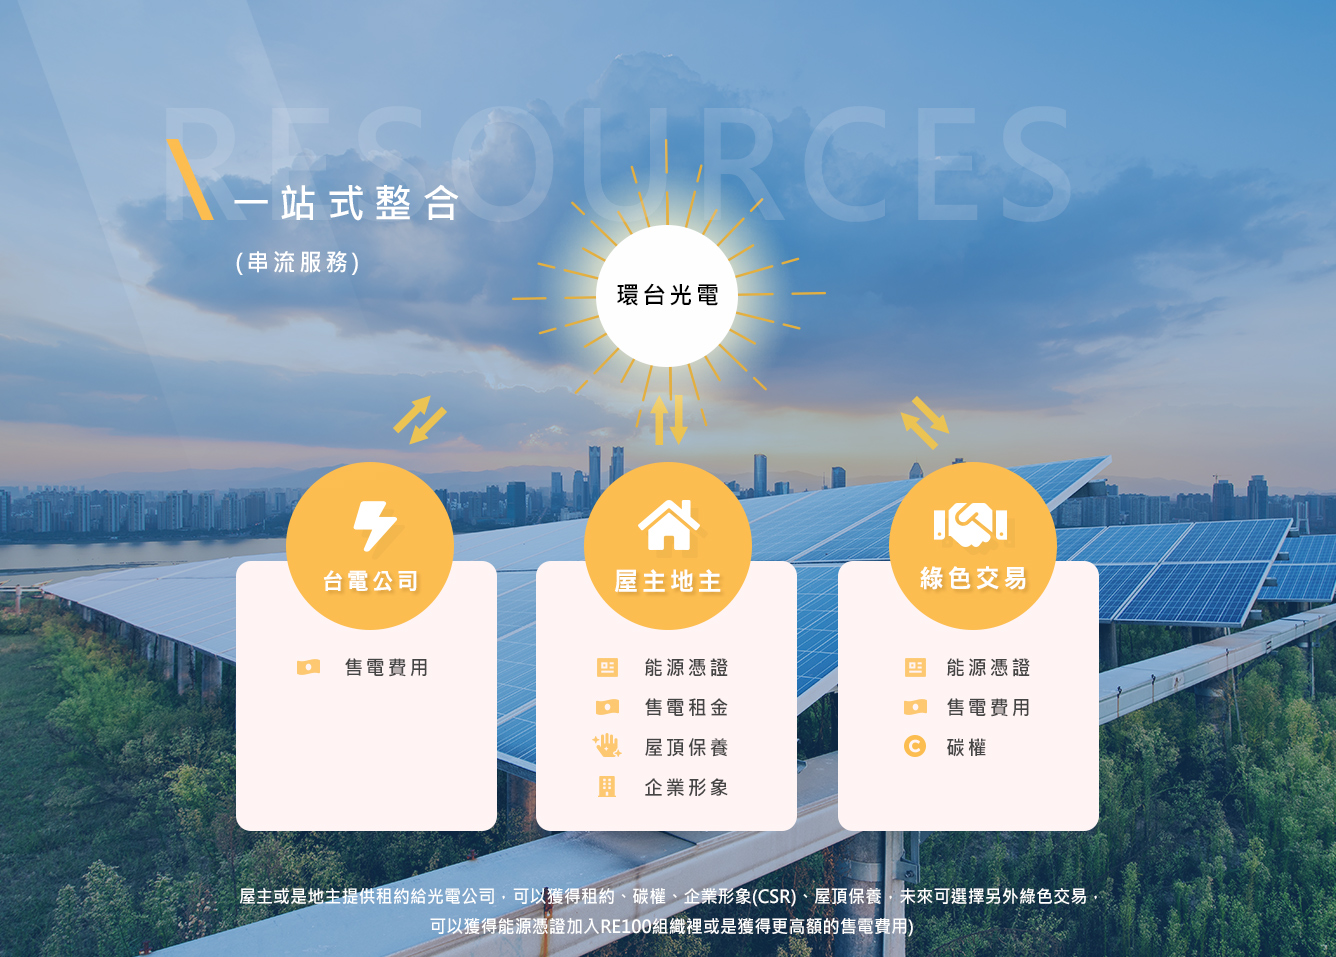 RESOURCES
一站式整合
(串流服務)
環台光電
台電公司
售電費用
屋主地主
能源憑證
售電租金
屋頂保養
企業形象
綠色交易
能源憑證
售電費用
碳權
屋主或是地主提供租約給光電公司，可以獲得租約、碳權、企業形象(CSR)、屋頂保養，未來可選擇另外綠色交易，
可以獲得能源憑證加入RE100組織裡或是獲得更高額的售電費用)